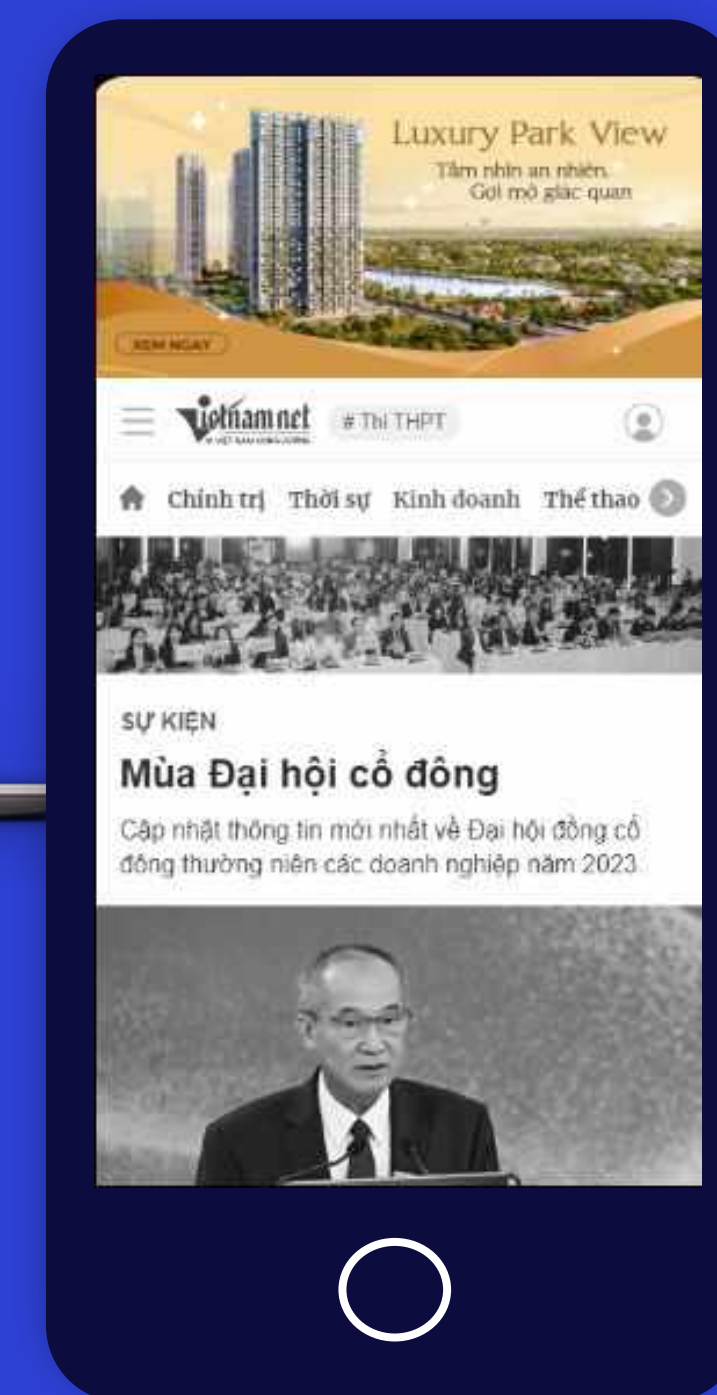 Luxury Park View
Tầm nhìn an nhiên,
Gợi mở giác quan
XEM NGAY
Vietnamnet
# Thi THPT
Chính trị Thời sự Kinh doanh Thể thao
SỰ KIỆN
Mùa Đại hội cổ đông
Cập nhật thông tin mới nhất về Đại hội đồng cổ
đông thường niên các doanh nghiệp năm 2023.